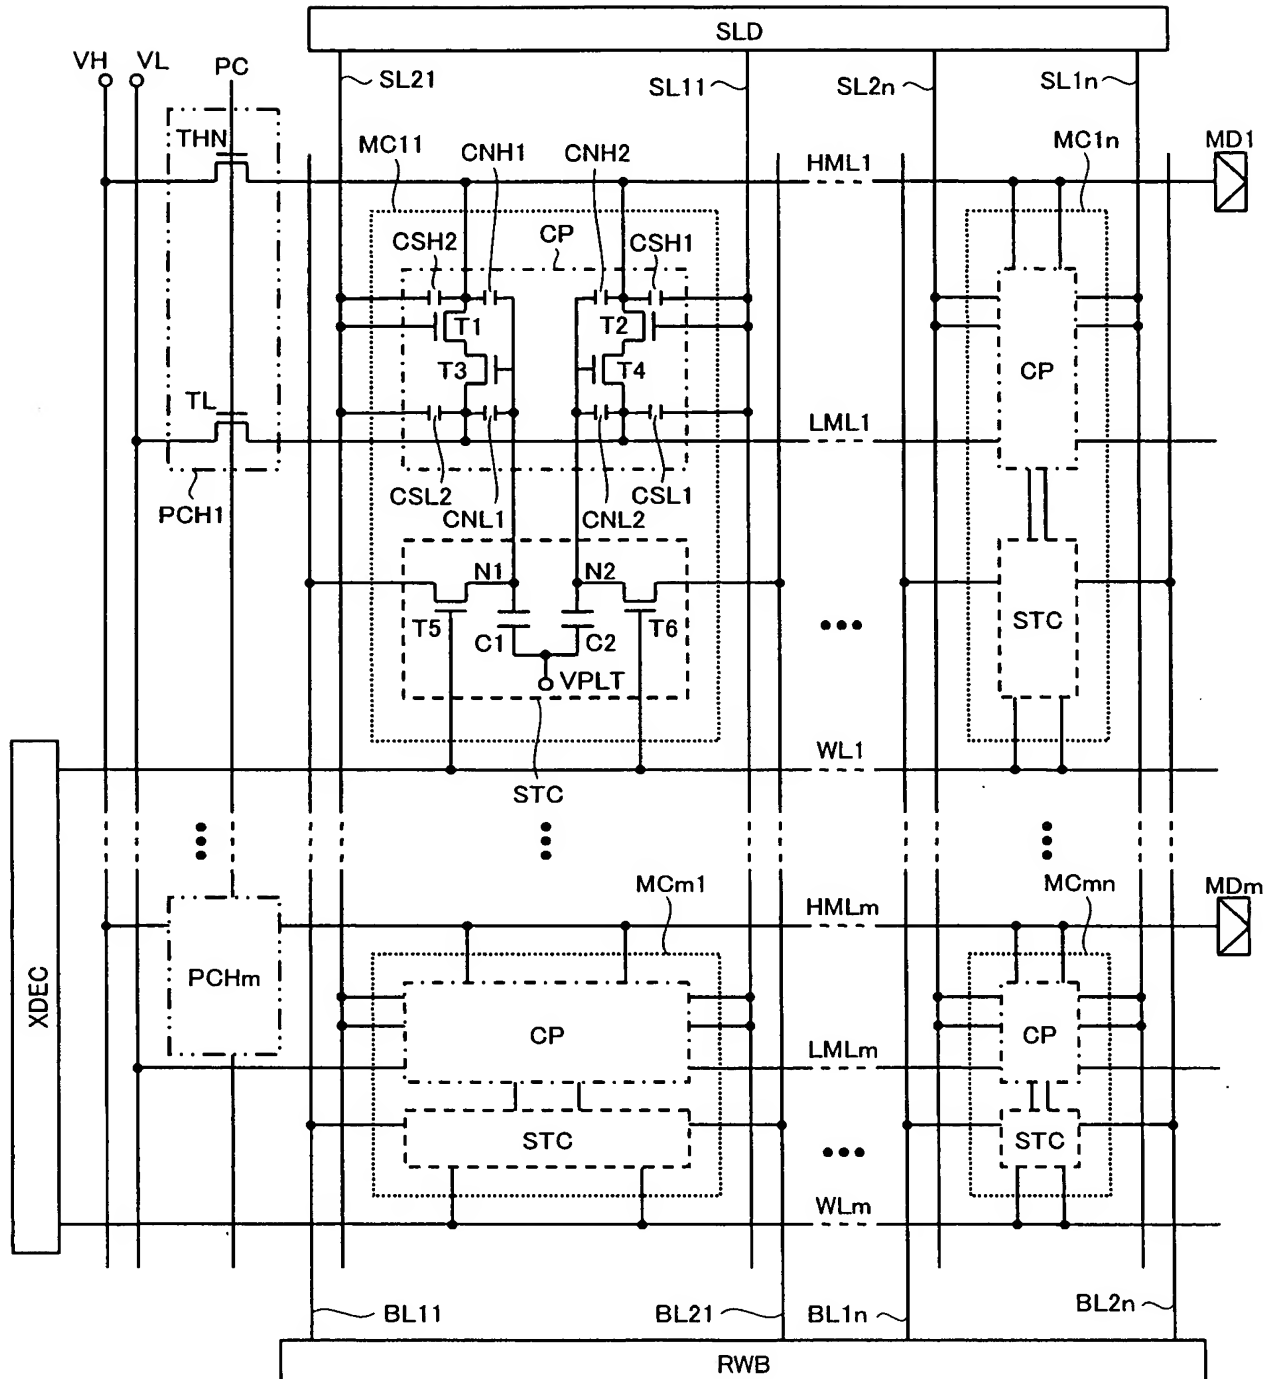 SLD
VH
VL
PC
SL21
SL11
SL2n
SL1n
THN
MC11
CNH1
CNH2
HML1
MC1n
MD1
CSH2
CP
CSH1
T1
T2
T3
T4
CP
TL
LML1
PCH1
CSL2
CNL1
CNL2
CSL1
N1
N2
T5
C1
C2
T6
STC
VPLT
WL1
STC
MCm1
HMLm
MCmn
MDm
XDEC
PCHm
CP
LMLm
CP
STC
STC
WLm
BL11
BL21
BL1n
BL2n
RWB